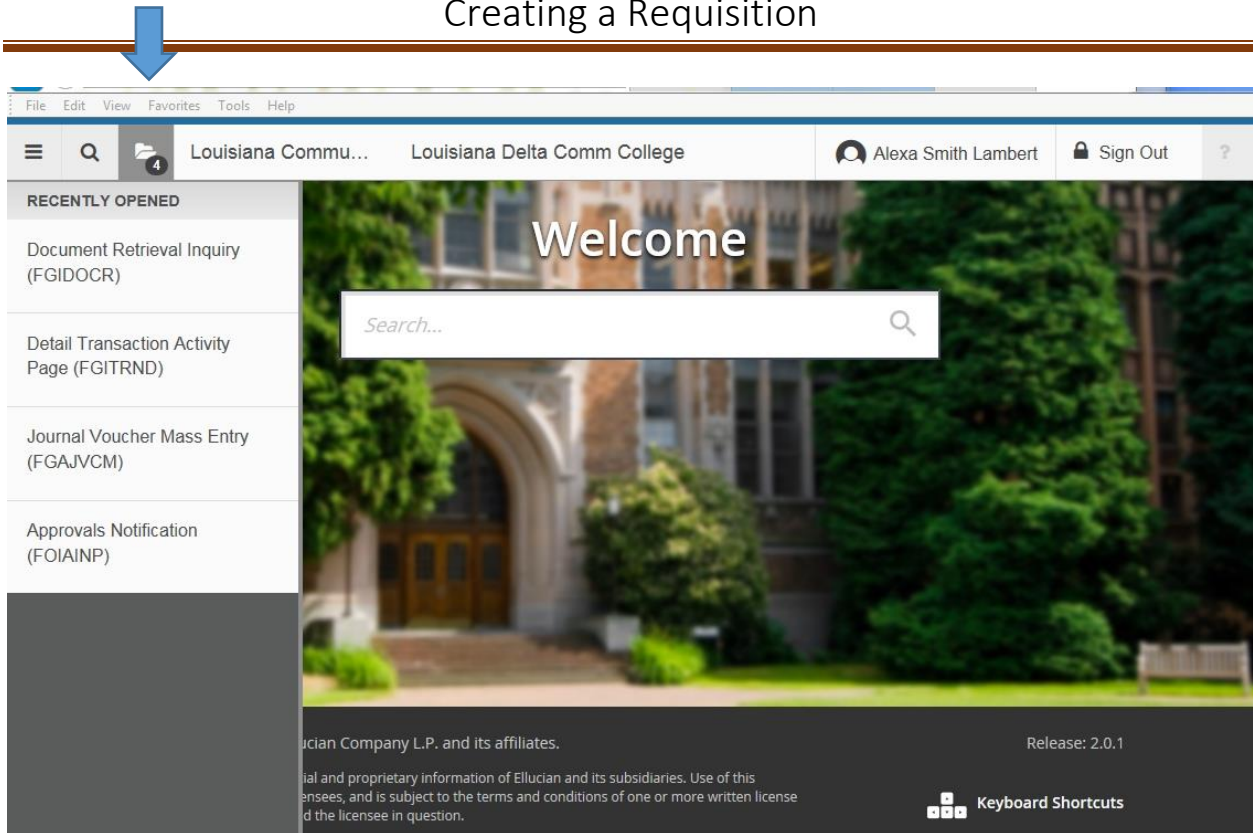 Creating a Requisition
File Edit View Favorites Tools Help
4 Louisiana Commu... Louisiana Delta Comm College Alexa Smith Lambert Sign Out ?
RECENTLY OPENED
Document Retrieval Inquiry
(FGIDOCR)
Detail Transaction Activity
Page (FGITRND)
Journal Voucher Mass Entry
(FGAJVCM)
Approvals Notification
(FOIAINP)
Welcome
Search...
ucian Company L.P. and its affiliates.
Release: 2.0.1
ial and proprietary information of Ellucian and its subsidiaries. Use of this
ensees, and is subject to the terms and conditions of one or more written license
d the licensee in question.
Keyboard Shortcuts